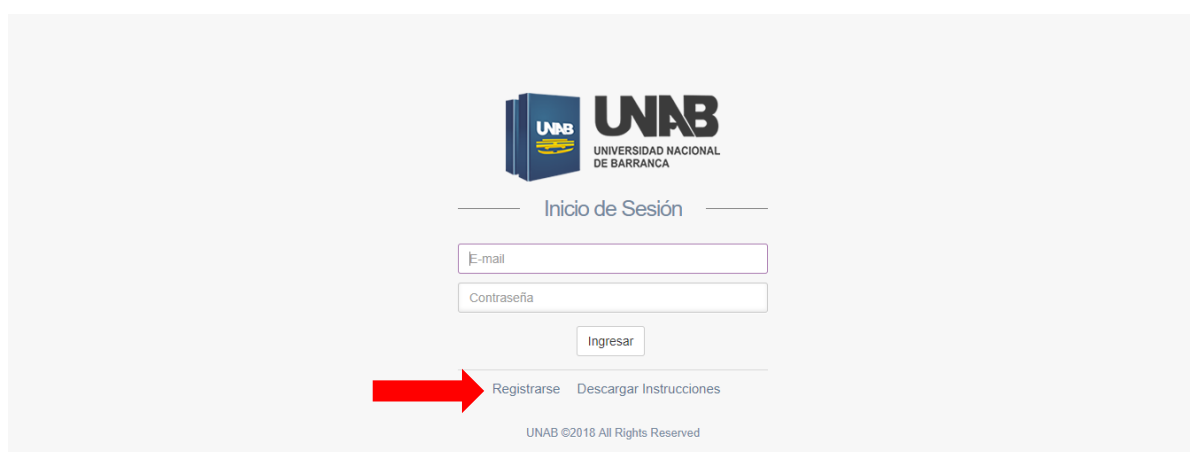 UNAB
UNAB
UNIVERSIDAD NACIONAL
DE BARRANCA
Inicio de Sesión
E-mail
Contraseña
Ingresar
Registrarse Descargar Instrucciones
UNAB ©2018 All Rights Reserved